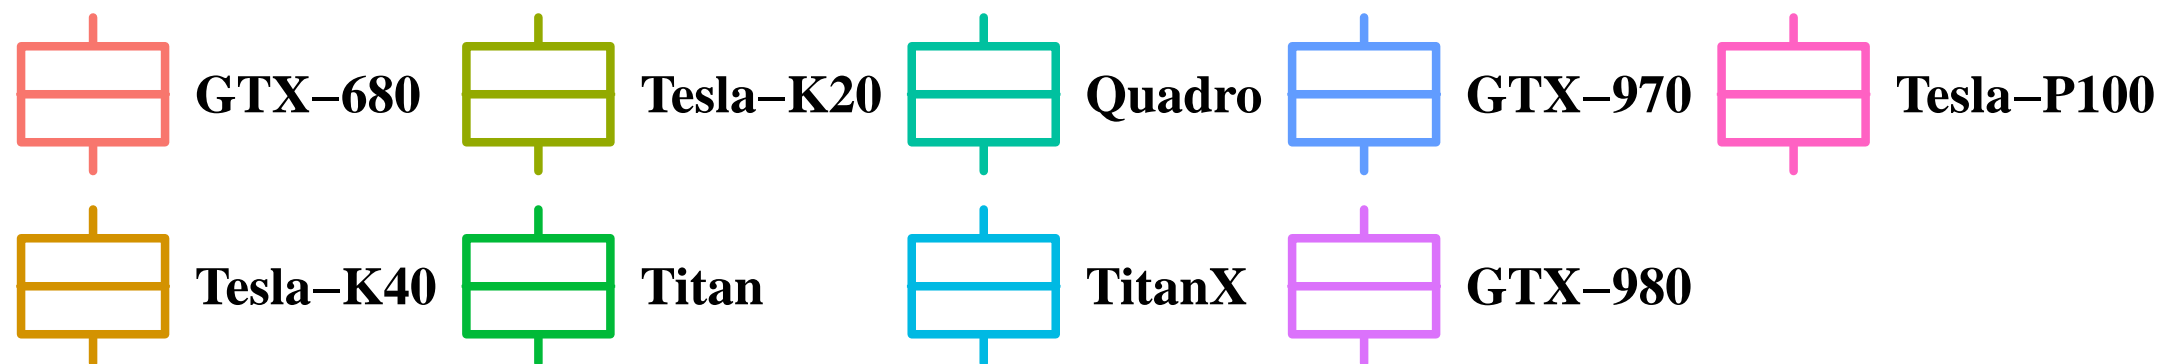 GTX−680 Tesla−K20 Quadro GTX−970 Tesla−P100
Tesla−K40 Titan TitanX GTX−980